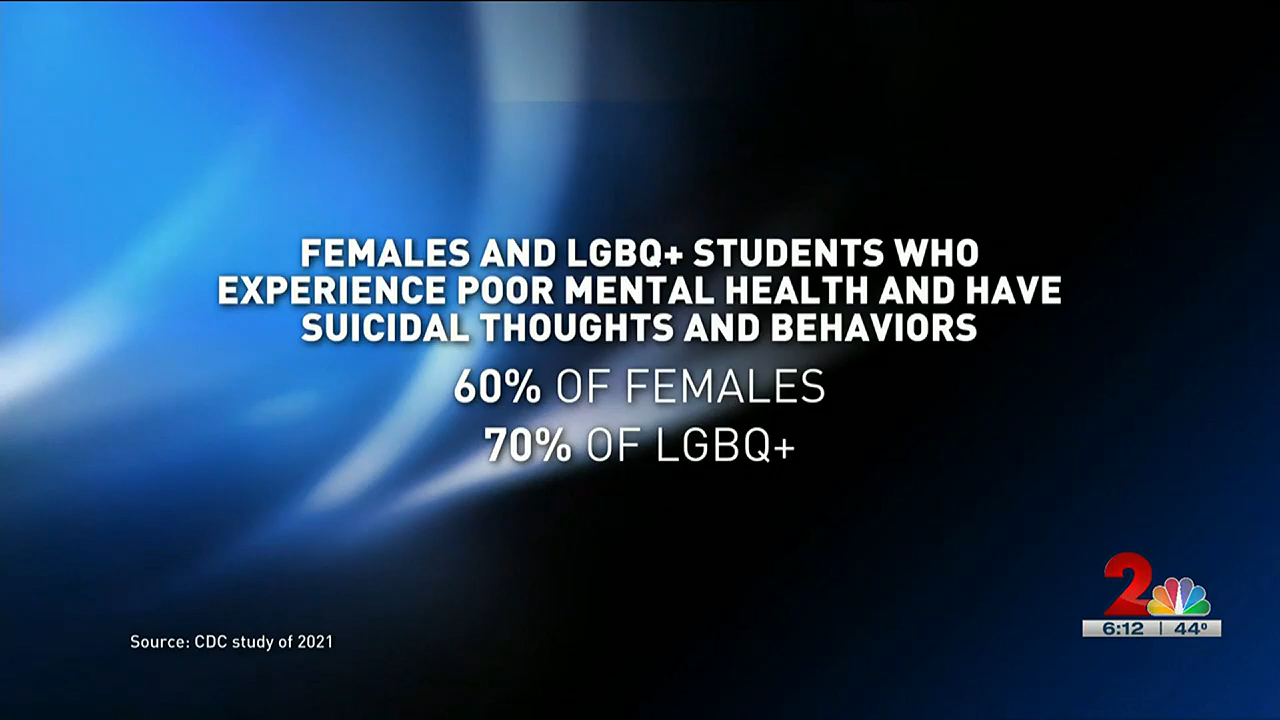 FEMALES AND LGBQ+ STUDENTS WHO
EXPERIENCE POOR MENTAL HEALTH AND HAVE
SUICIDAL THOUGHTS AND BEHAVIORS
60% OF FEMALES
70% OF LGBQ+
2
6:12 | 44°
Source: CDC study of 2021